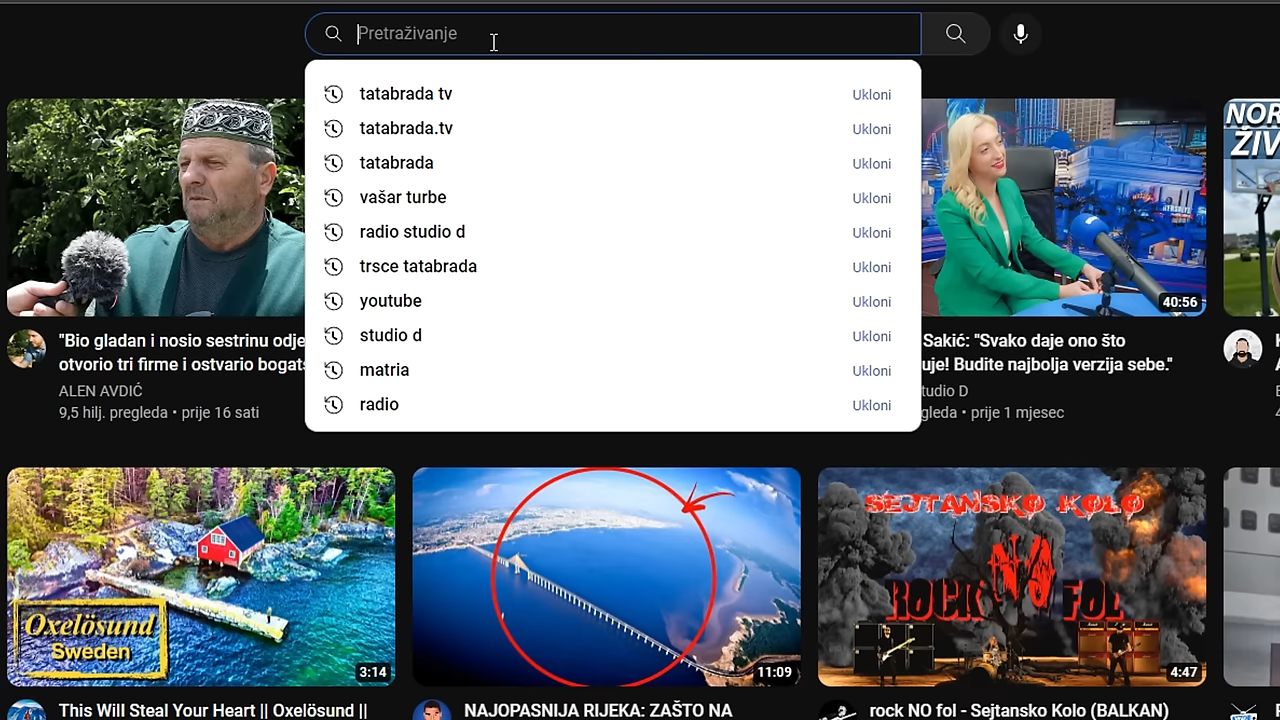 Pretraživanje
tatabrada tv Ukloni
tatabrada.tv Ukloni
tatabrada Ukloni
vašar turbe Ukloni
radio studio d Ukloni
trsce tatabrada Ukloni
youtube Ukloni
studio d Ukloni
matria Ukloni
radio Ukloni
40:56
"Bio gladan i nosio sestrinu odje
otvorio tri firme i ostvario bogats
ALEN AVDIĆ
9,5 hilj. pregleda • prije 16 sati
Sakić: "Svako daje ono što
uje! Budite najbolja verzija sebe."
tudio D
gleda • prije 1 mjesec
NOR
ŽIV
Oxelösund
Sweden
3:14
11:09
SEJTANSKO KOLO
ROCK NO FOL
4:47
This Will Steal Your Heart || Oxelösund ||
NAJOPASNIJA RIJEKA: ZAŠTO NA
rock NO fol - Sejtansko Kolo (BALKAN)